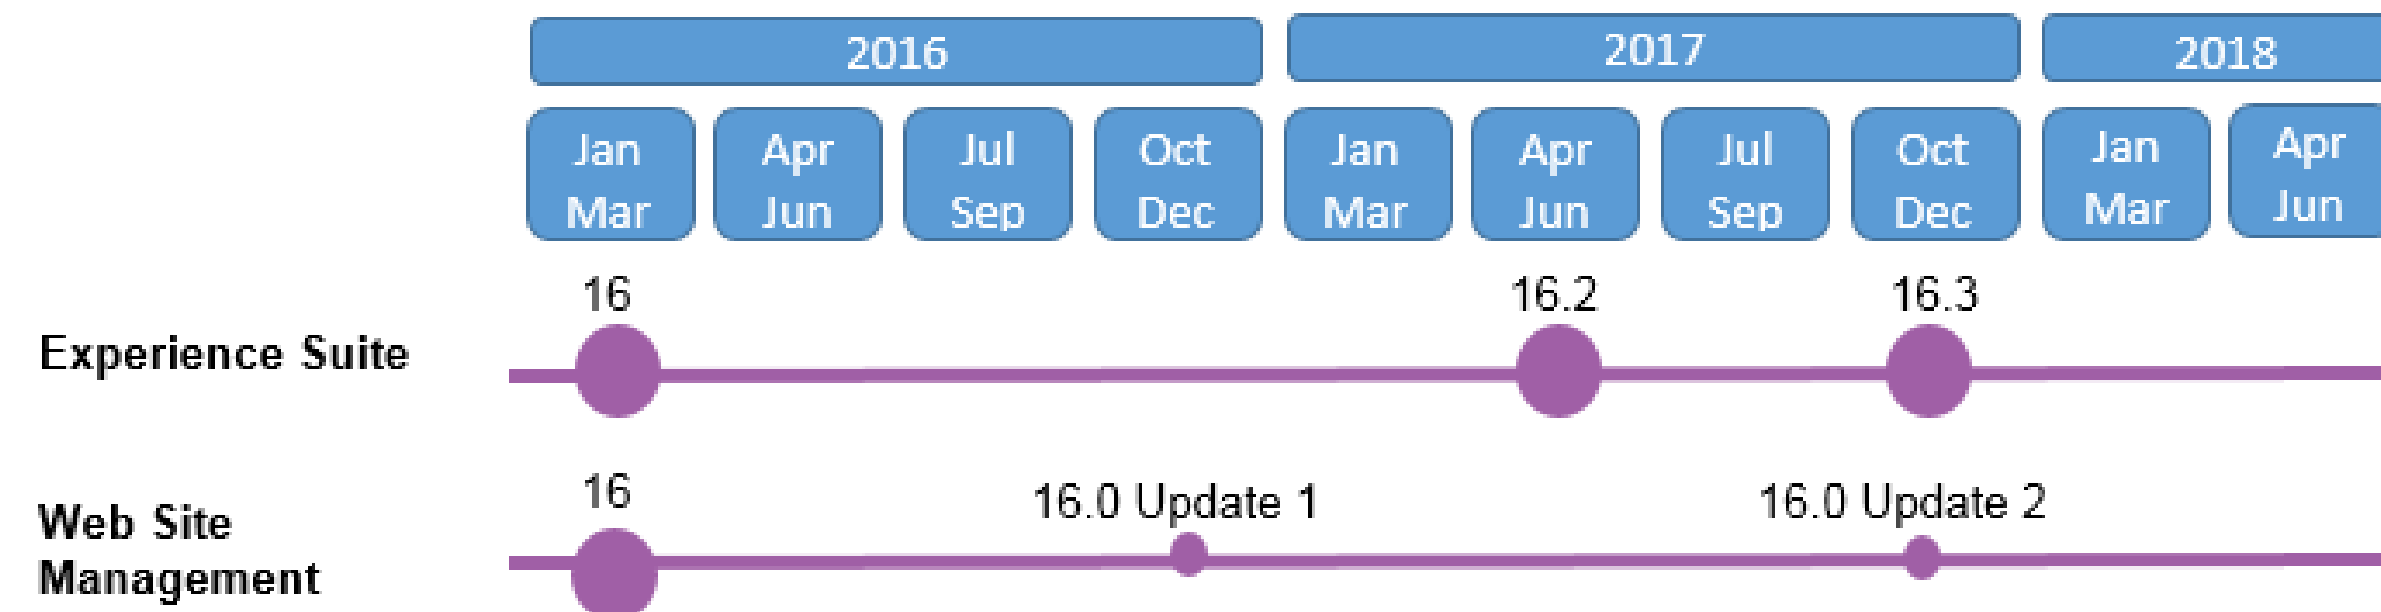 2016 2017 2018
Jan Apr Jul Oct Jan Apr Jul Oct Jan Apr
Mar Jun Sep Dec Mar Jun Sep Dec Mar Jun
16 16.2 16.3
Experience Suite
16 16.0 Update 1 16.0 Update 2
Web Site
Management